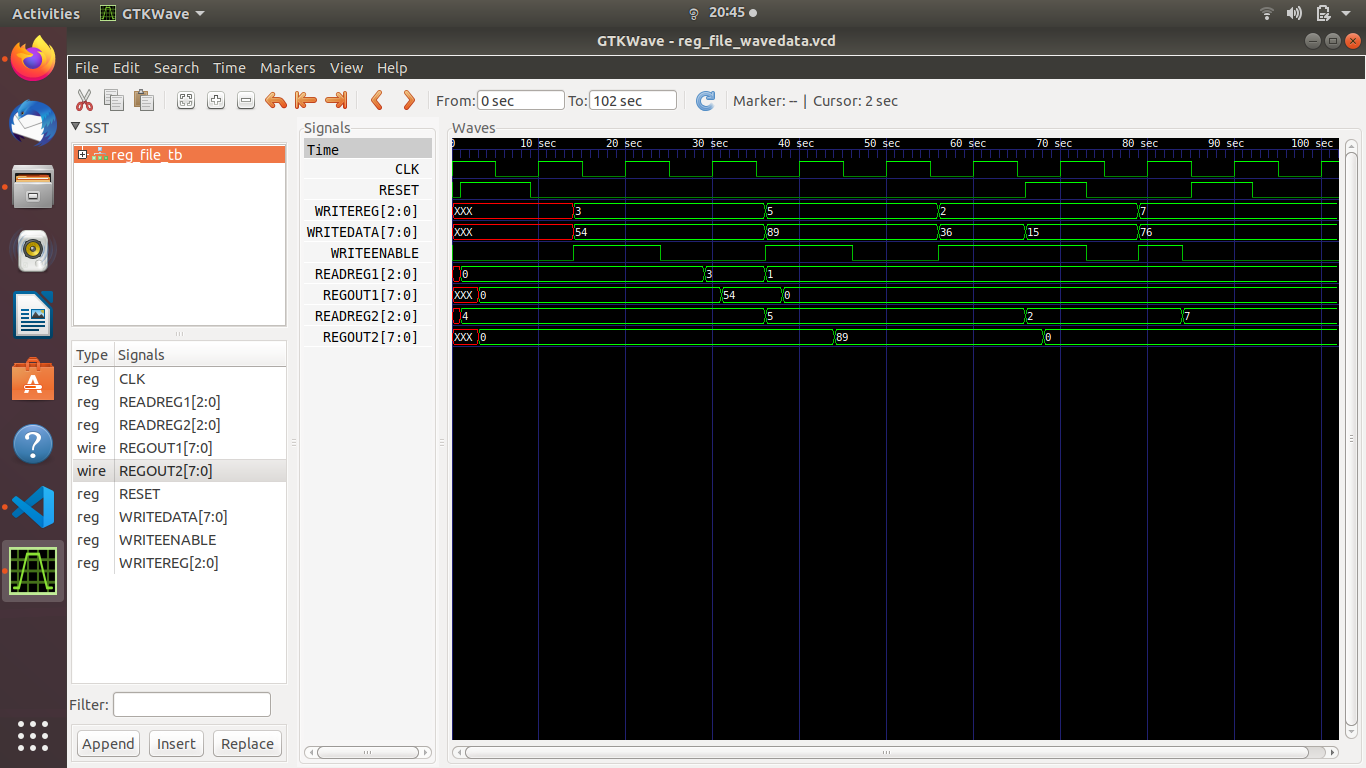 Activities GTKWave 20:45
GTKWave - reg_file_wavedata.vcd
File Edit Search Time Markers View Help
From: 0 sec To: 102 sec Marker: -- | Cursor: 2 sec
SST
reg_file_tb
Type Signals
reg CLK
reg READREG1[2:0]
reg READREG2[2:0]
wire REGOUT1[7:0]
wire REGOUT2[7:0]
reg RESET
reg WRITEDATA[7:0]
reg WRITEENABLE
reg WRITEREG[2:0]
Filter:
Append Insert Replace
Signals
Time
CLK
RESET
WRITEREG[2:0]
WRITEDATA[7:0]
WRITEENABLE
READREG1[2:0]
REGOUT1[7:0]
READREG2[2:0]
REGOUT2[7:0]
Waves
0 10 sec 20 sec 30 sec 40 sec 50 sec 60 sec 70 sec 80 sec 90 sec 100 sec
XXX 3 5 2 7
XXX 54 89 36 15 76
0 3 1
XXX 0 54 0
4 5 2 7
XXX 0 89 0